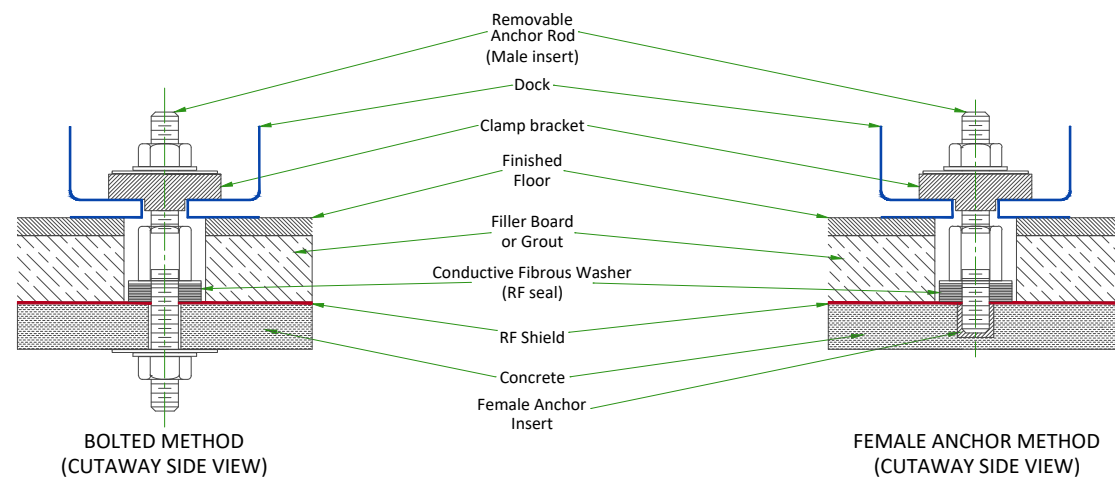 Removable
Anchor Rod
(Male insert)
Dock
Clamp bracket
Finished
Floor
Filler Board
or Grout
Conductive Fibrous Washer
(RF seal)
RF Shield
Concrete
Female Anchor
Insert
BOLTED METHOD
(CUTAWAY SIDE VIEW)
FEMALE ANCHOR METHOD
(CUTAWAY SIDE VIEW)